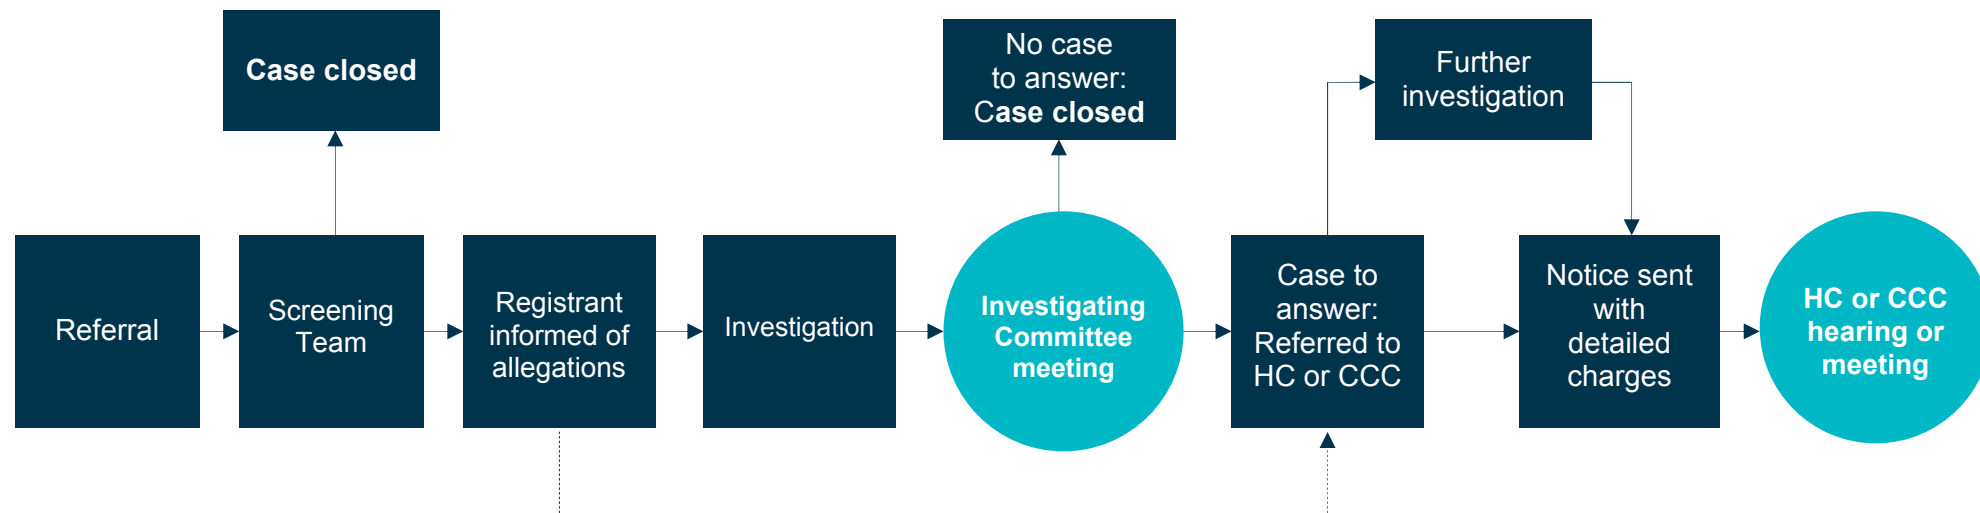 Case closed
No case
to answer:
Case closed
Further
investigation
Referral
Screening
Team
Registrant
informed of
allegations
Investigation
Investigating
Committee
meeting
Case to
answer:
Referred to
HC or CCC
Notice sent
with
detailed
charges
HC or CCC
hearing or
meeting